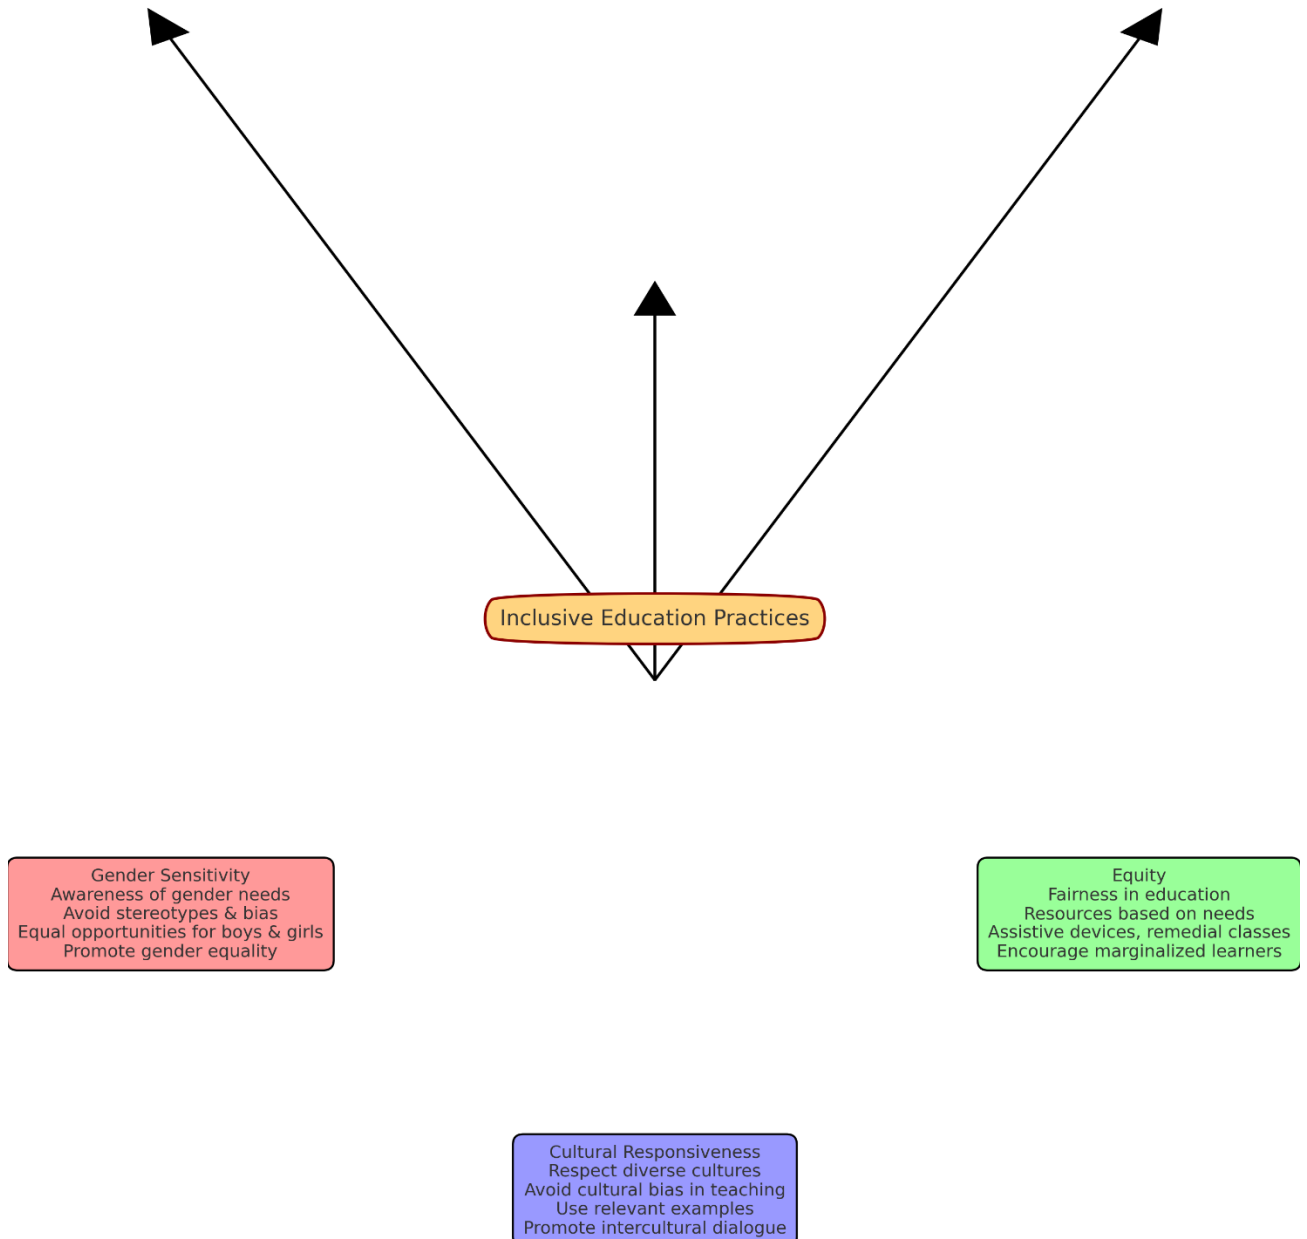 Inclusive Education Practices
Gender Sensitivity
Awareness of gender needs
Avoid stereotypes & bias
Equal opportunities for boys & girls
Promote gender equality
Equity
Fairness in education
Resources based on needs
Assistive devices, remedial classes
Encourage marginalized learners
Cultural Responsiveness
Respect diverse cultures
Avoid cultural bias in teaching
Use relevant examples
Promote intercultural dialogue